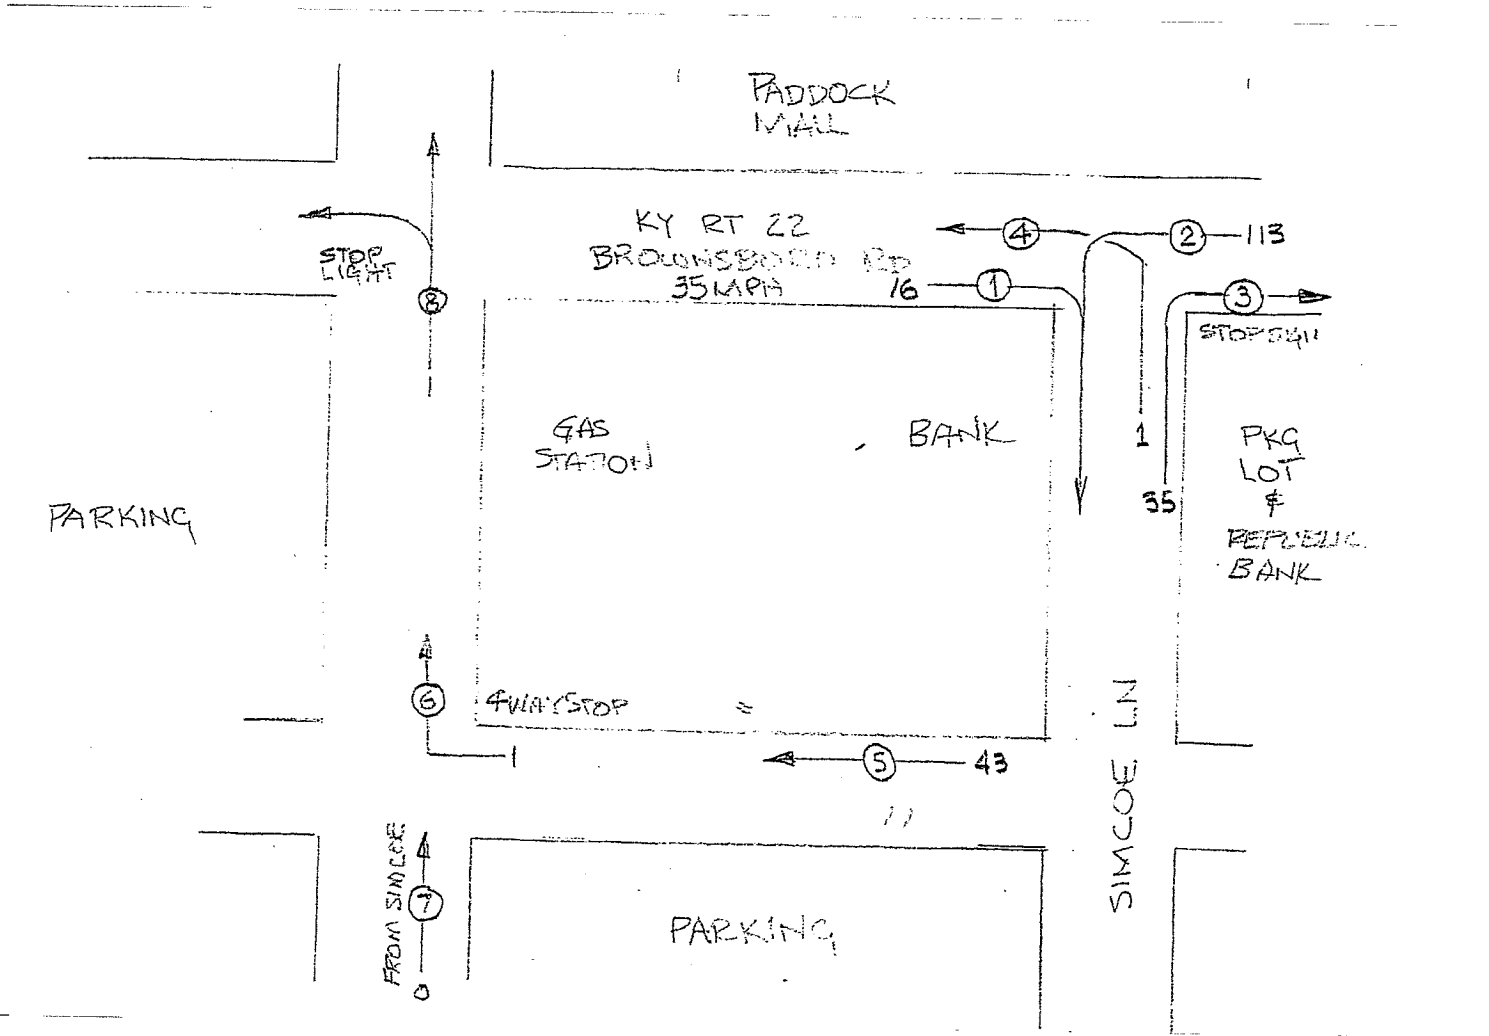 PADDOCK
MALL
KY RT 22
BROWNSBORO RD
35 MPH
16
1
4
2
113
3
STOP SIGN
STOP
LIGHT
8
1
GAS
STATION
BANK
1
35
PKG
LOT
&
REPUBLIC
BANK
PARKING
6
4 WAY STOP
1
5
43
SIMCOE LN
FROM SIMCOE
7
0
PARKING